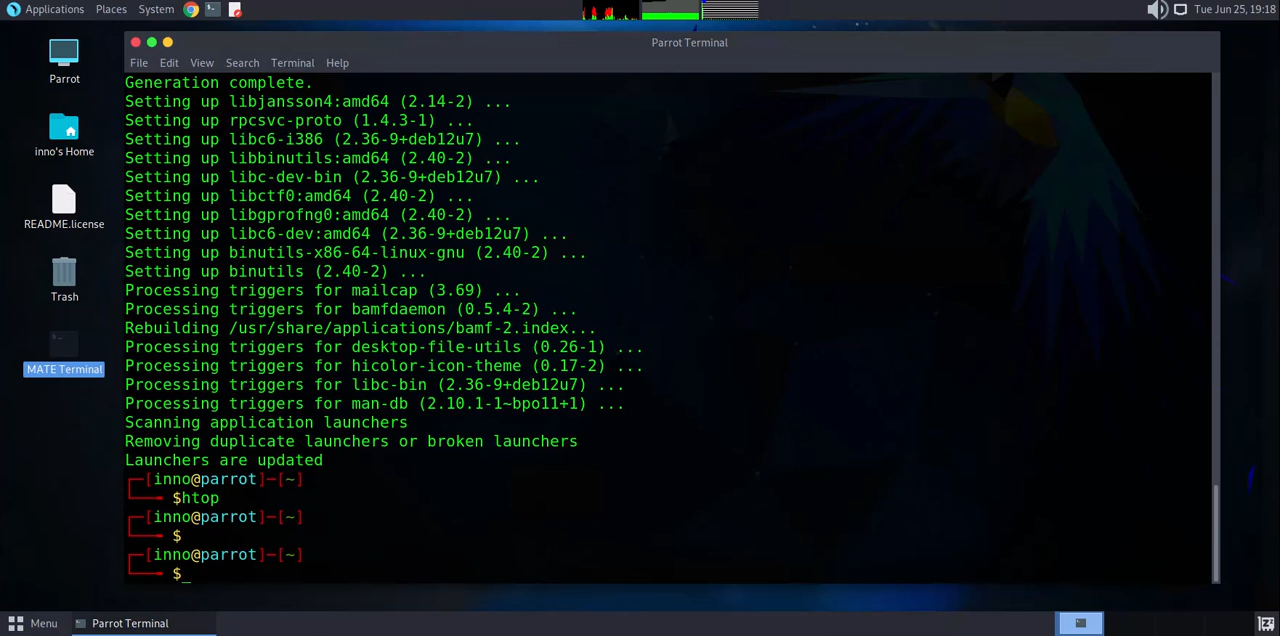 Applications Places System
Tue Jun 25, 19:18
Parrot Terminal
File Edit View Search Terminal Help
Parrot
inno's Home
README.license
Trash
MATE Terminal
Generation complete.
Setting up libjansson4:amd64 (2.14-2) ...
Setting up rpcsvc-proto (1.4.3-1) ...
Setting up libc6-i386 (2.36-9+deb12u7) ...
Setting up libbinutils:amd64 (2.40-2) ...
Setting up libc-dev-bin (2.36-9+deb12u7) ...
Setting up libctf0:amd64 (2.40-2) ...
Setting up libgprofng0:amd64 (2.40-2) ...
Setting up libc6-dev:amd64 (2.36-9+deb12u7) ...
Setting up binutils-x86-64-linux-gnu (2.40-2) ...
Setting up binutils (2.40-2) ...
Processing triggers for mailcap (3.69) ...
Processing triggers for bamfdaemon (0.5.4-2) ...
Rebuilding /usr/share/applications/bamf-2.index...
Processing triggers for desktop-file-utils (0.26-1) ...
Processing triggers for hicolor-icon-theme (0.17-2) ...
Processing triggers for libc-bin (2.36-9+deb12u7) ...
Processing triggers for man-db (2.10.1-1~bpo11+1) ...
Scanning application launchers
Removing duplicate launchers or broken launchers
Launchers are updated
┌─[inno@parrot]─[~]
└──╼ $htop
┌─[inno@parrot]─[~]
└──╼ $
┌─[inno@parrot]─[~]
└──╼ $_
Menu
Parrot Terminal